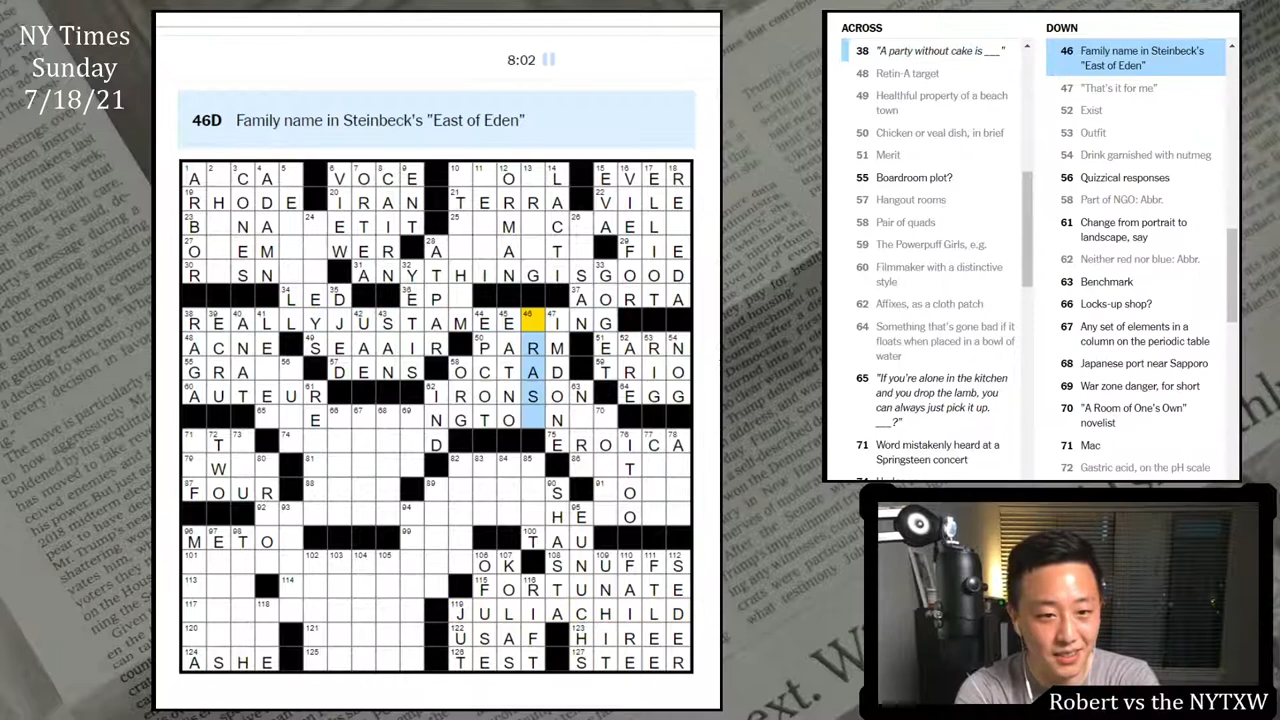 NY Times
Sunday
7/18/21
8:02
46D Family name in Steinbeck's "East of Eden"
ACROSS
38 "A party without cake is ___"
48 Retin-A target
49 Healthful property of a beach
town
50 Chicken or veal dish, in brief
51 Merit
55 Boardroom plot?
57 Hangout rooms
58 Pair of quads
59 The Powerpuff Girls, e.g.
60 Filmmaker with a distinctive
style
62 Affixes, as a cloth patch
64 Something that's gone bad if it
floats when placed in a bowl of
water
65 "If you're alone in the kitchen
and you drop the lamb, you
can always just pick it up.
___?"
71 Word mistakenly heard at a
Springsteen concert
DOWN
46 Family name in Steinbeck's
"East of Eden"
47 "That's it for me"
52 Exist
53 Outfit
54 Drink garnished with nutmeg
56 Quizzical responses
58 Part of NGO: Abbr.
61 Change from portrait to
landscape, say
62 Neither red nor blue: Abbr.
63 Benchmark
66 Locks-up shop?
67 Any set of elements in a
column on the periodic table
68 Japanese port near Sapporo
69 War zone danger, for short
70 "A Room of One's Own"
novelist
71 Mac
72 Gastric acid, on the pH scale
A C A V O C E O L E V E R
R H O D E I R A N T E R R A V I L E
B N A E T I T M C A E L
O E M W E R A A T F I E
R S N A N Y T H I N G I S G O O D
L E D E P A O R T A
R E A L L Y J U S T A M E E I N G
A C N E S E A A I R P A R M E A R N
G R A D E N S O C T A D T R I O
A U T E U R I R O N S O N E G G
E N G T O N
T D E R O I C A
W T
F O U R S O
S H E O
M E T O T A U
O K S N U F F S
F O R T U N A T E
J U L I A C H I L D
U S A F H I R E E
A S H E T E S T S T E E R
Robert vs the NYTXW